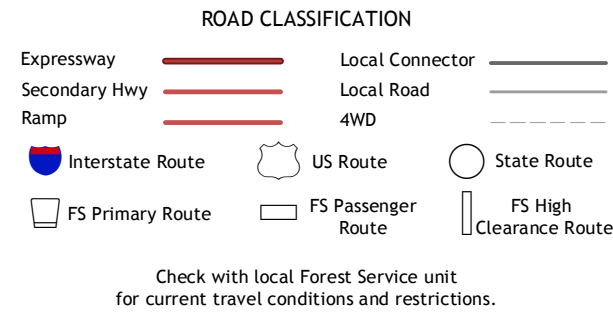 ROAD CLASSIFICATION
Expressway
Local Connector
Secondary Hwy
Local Road
Ramp
4WD
Interstate Route
US Route
State Route
FS Primary Route
FS Passenger
Route
FS High
Clearance Route
Check with local Forest Service unit
for current travel conditions and restrictions.